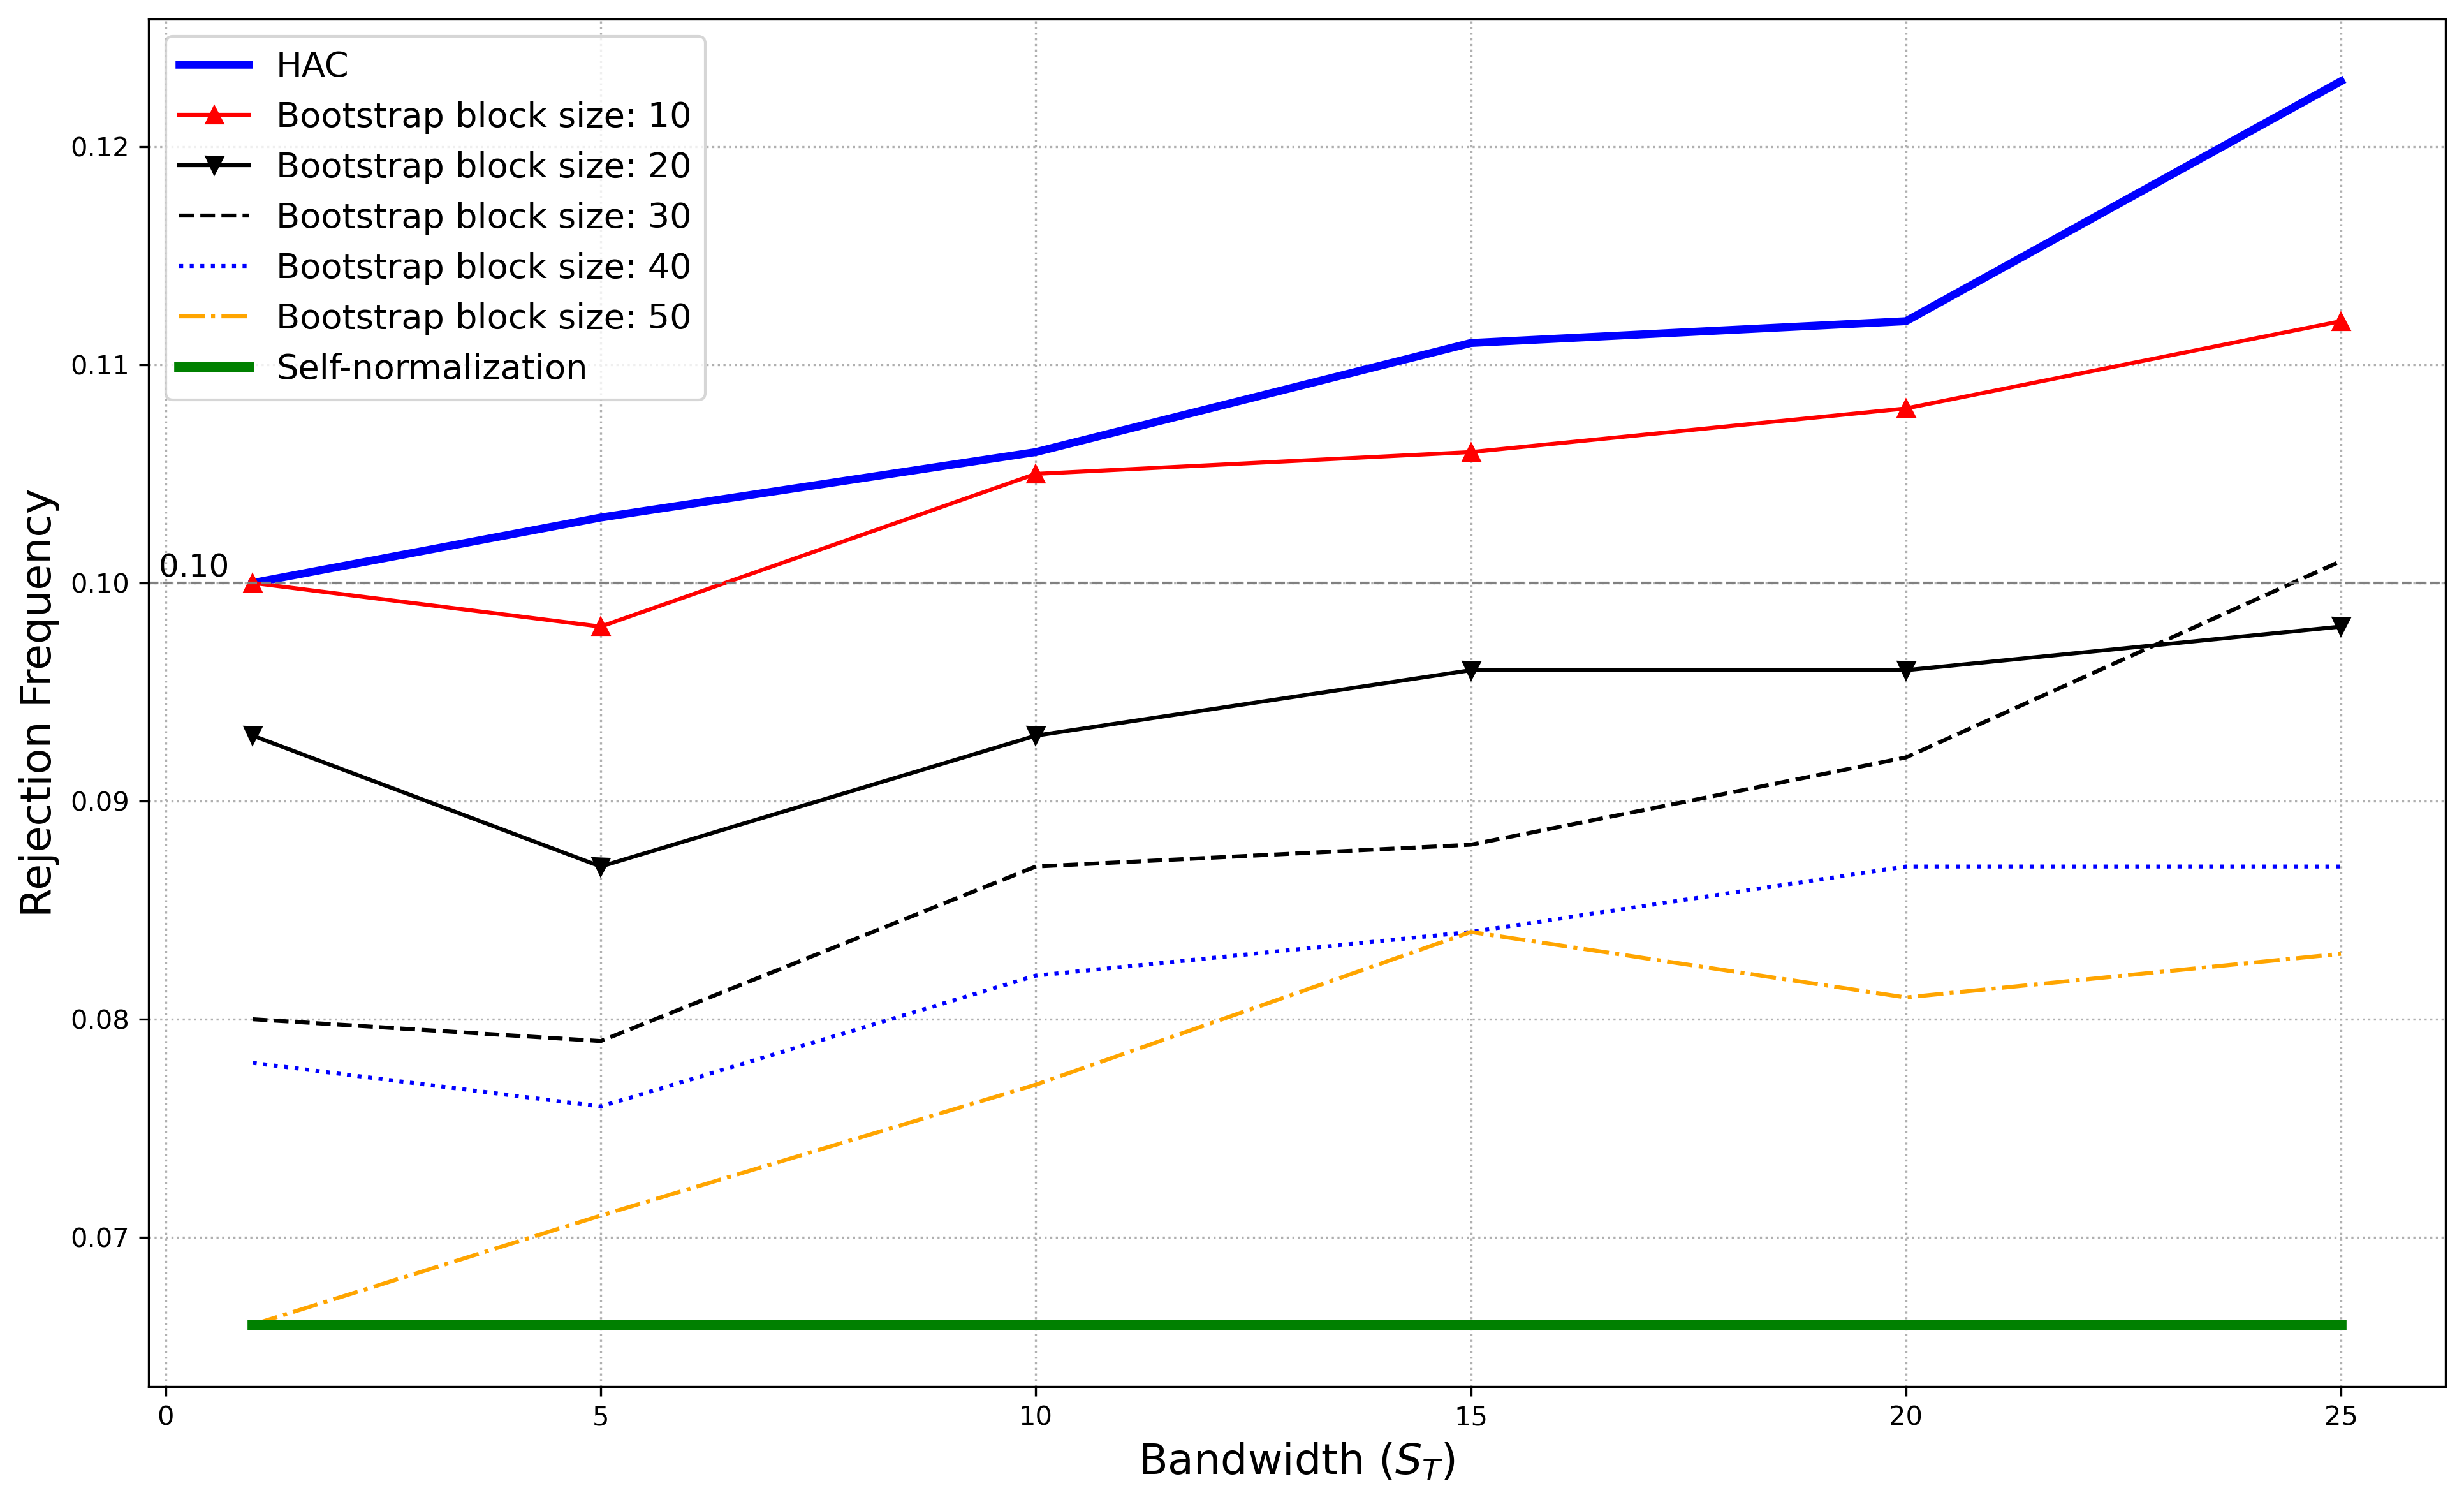 HAC
Bootstrap block size: 10
Bootstrap block size: 20
Bootstrap block size: 30
Bootstrap block size: 40
Bootstrap block size: 50
Self-normalization
0.12
0.11
0.10
0.10
0.09
0.08
0.07
Rejection Frequency
0 5 10 15 20 25
Bandwidth (S_T)